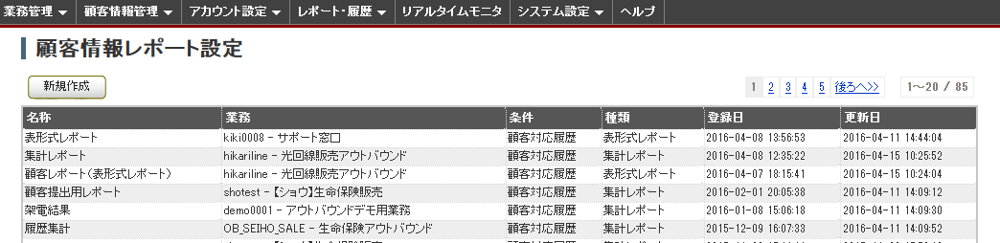 業務管理 ▼ 顧客情報管理 ▼ アカウント設定 ▼ レポート・履歴 ▼ リアルタイムモニタ システム設定 ▼ ヘルプ
顧客情報レポート設定
新規作成 1 2 3 4 5 後ろへ>> 1～20 / 85
名称 業務 条件 種類 登録日 更新日
表形式レポート kiki0008 - サポート窓口 顧客対応履歴 表形式レポート 2016-04-08 13:56:53 2016-04-11 14:44:04
集計レポート hikariline - 光回線販売アウトバウンド 顧客対応履歴 集計レポート 2016-04-08 12:35:22 2016-04-15 10:25:52
顧客レポート(表形式レポート) hikariline - 光回線販売アウトバウンド 顧客対応履歴 表形式レポート 2016-04-07 18:15:41 2016-04-15 10:24:04
顧客提出用レポート shotest - 【ショウ】生命保険販売 顧客対応履歴 集計レポート 2016-02-01 20:05:38 2016-04-11 14:09:12
架電結果 demo0001 - アウトバウンドデモ用業務 顧客対応履歴 集計レポート 2016-01-08 15:06:18 2016-04-11 14:09:30
履歴集計 OB_SEIHO_SALE - 生命保険アウトバウンド 顧客対応履歴 集計レポート 2015-12-09 16:07:33 2016-04-11 14:09:52